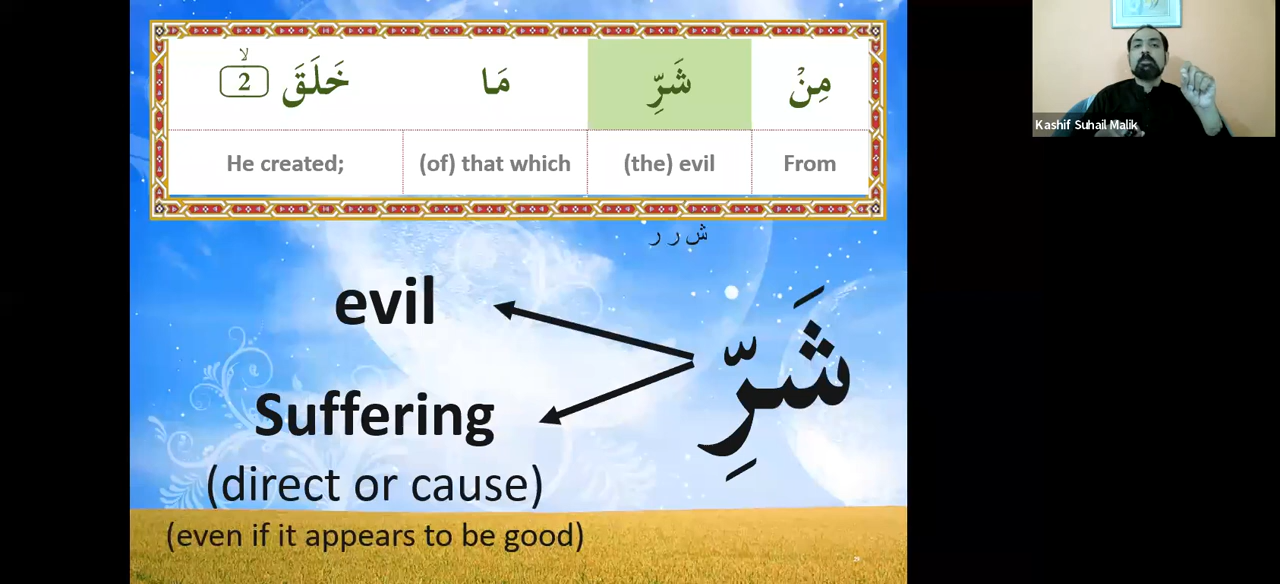 مِنْ شَرِّ مَا خَلَقَ 2 ۙ
From (the) evil (of) that which He created;
ش ر ر
شَرِّ
evil
Suffering
(direct or cause)
(even if it appears to be good)
Kashif Suhail Malik